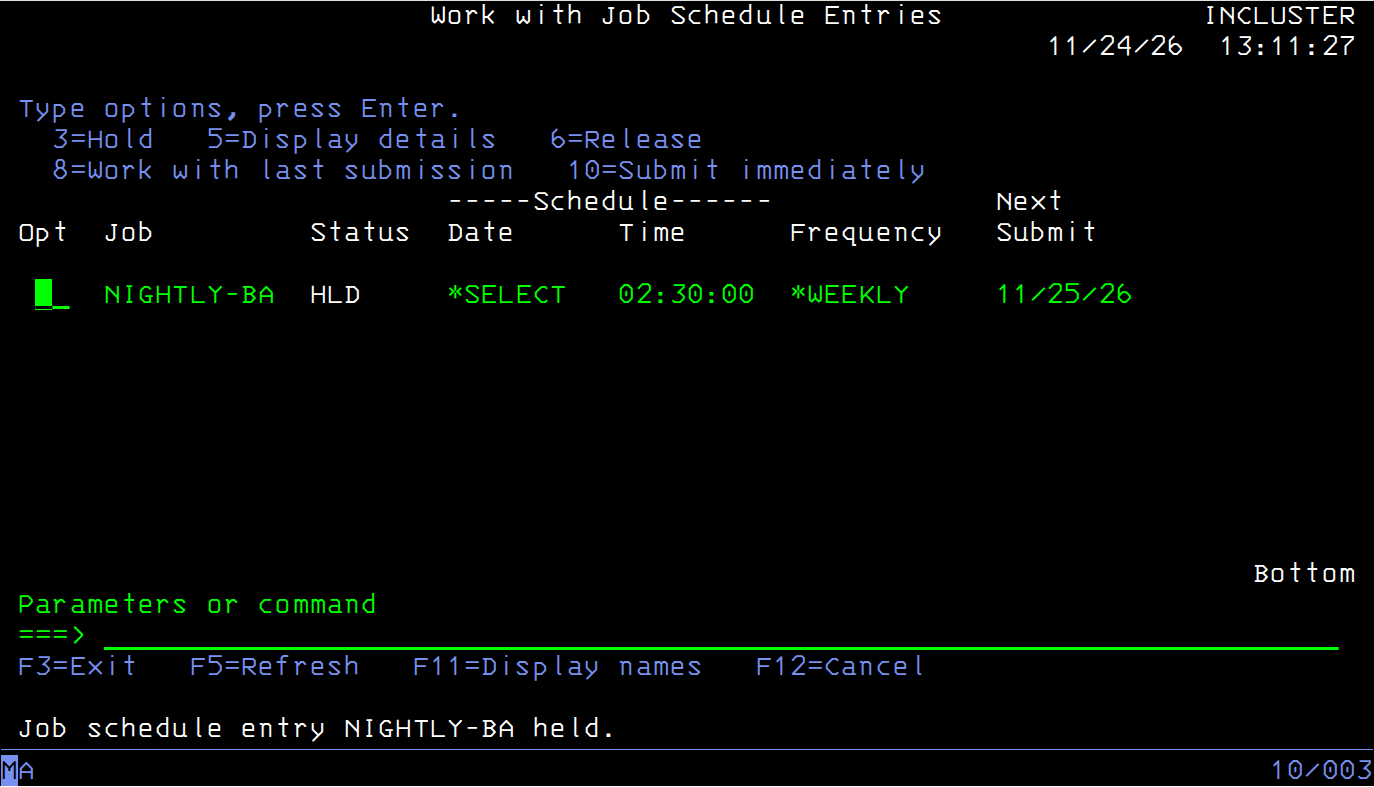 Work with Job Schedule Entries INCLUSTER
11/24/26 13:11:27
Type options, press Enter.
3=Hold 5=Display details 6=Release
8=Work with last submission 10=Submit immediately
-----Schedule------ Next
Opt Job Status Date Time Frequency Submit
_ NIGHTLY-BA HLD *SELECT 02:30:00 *WEEKLY 11/25/26
Bottom
Parameters or command
===>
F3=Exit F5=Refresh F11=Display names F12=Cancel
Job schedule entry NIGHTLY-BA held.
MA 10/003